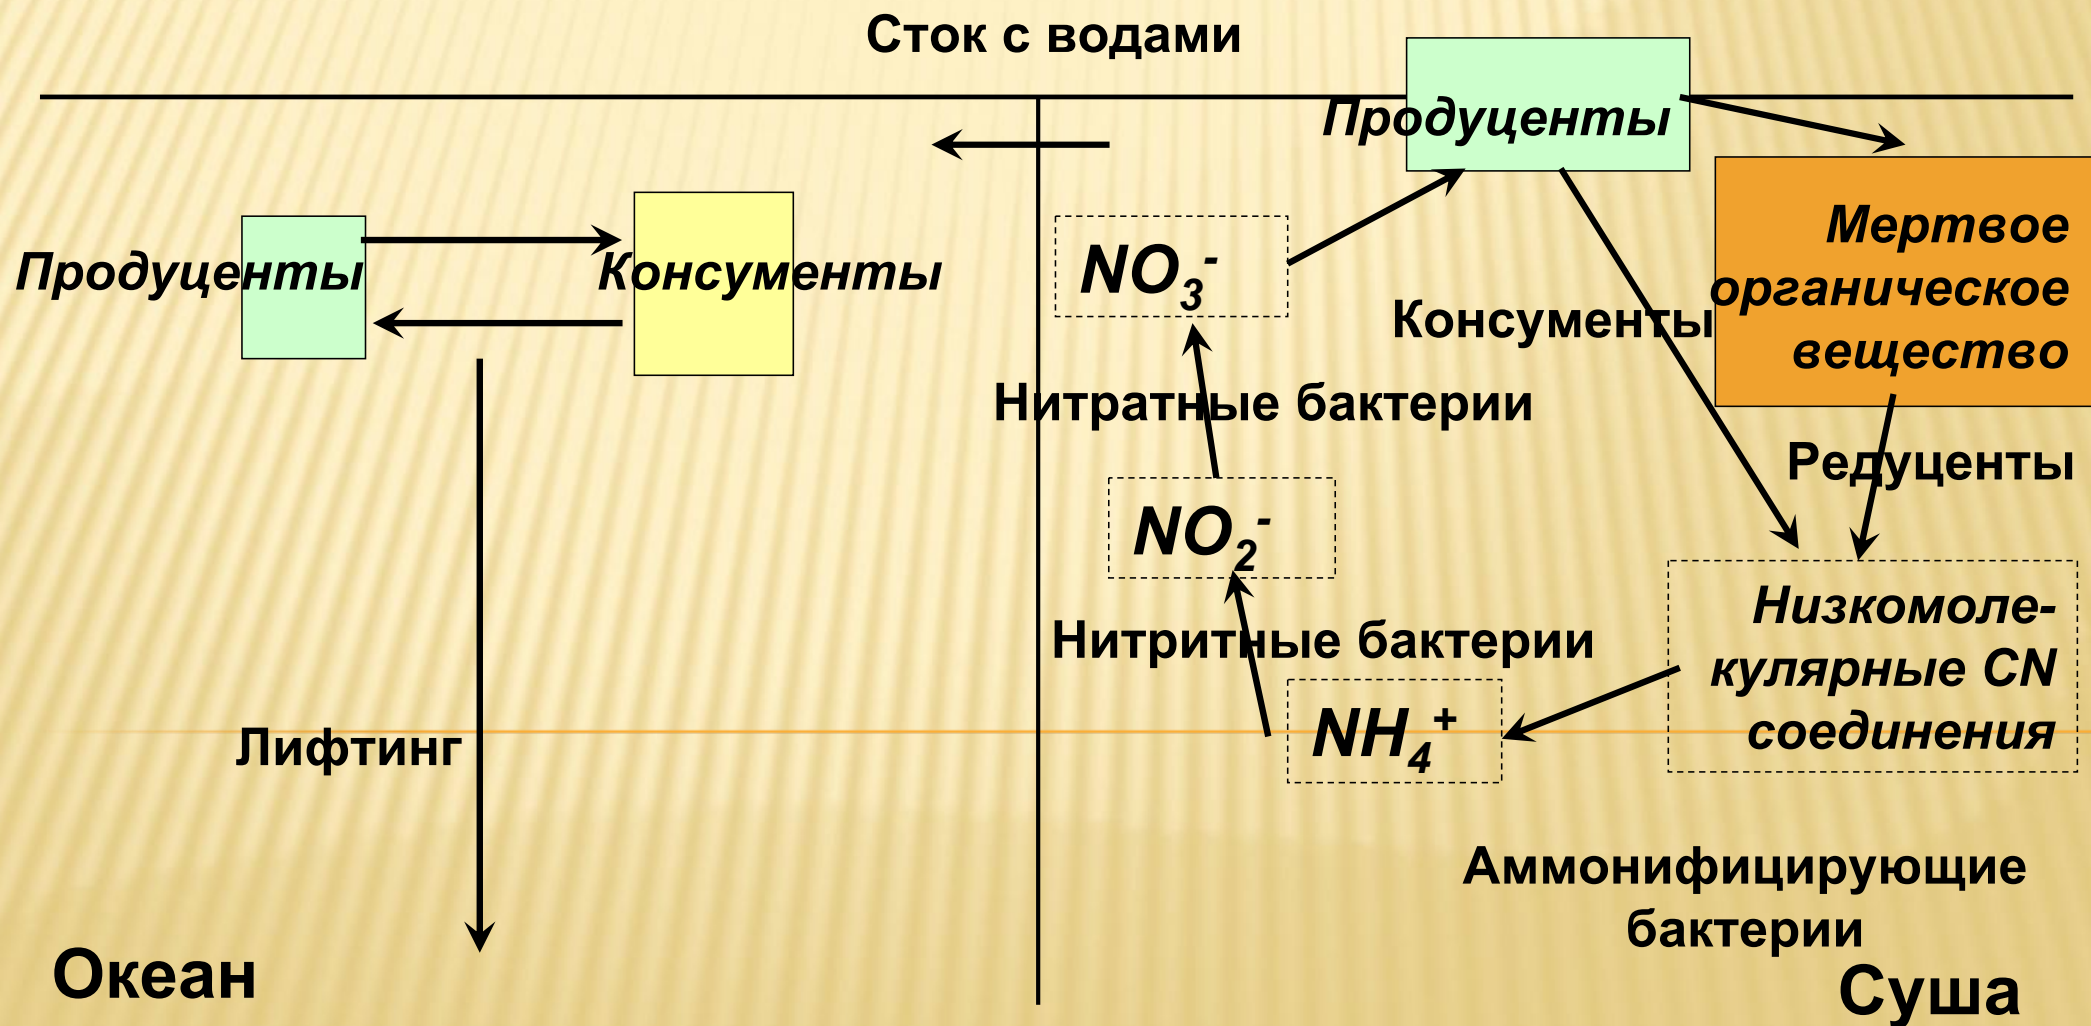 Сток с водами
Продуценты
Продуценты
Консументы
NO3-
Консументы
Мертвое
органическое
вещество
Нитратные бактерии
Редуценты
NO2-
Нитритные бактерии
Низкомоле-
кулярные CN
соединения
NH4+
Лифтинг
Аммонифицирующие
бактерии
Океан
Суша